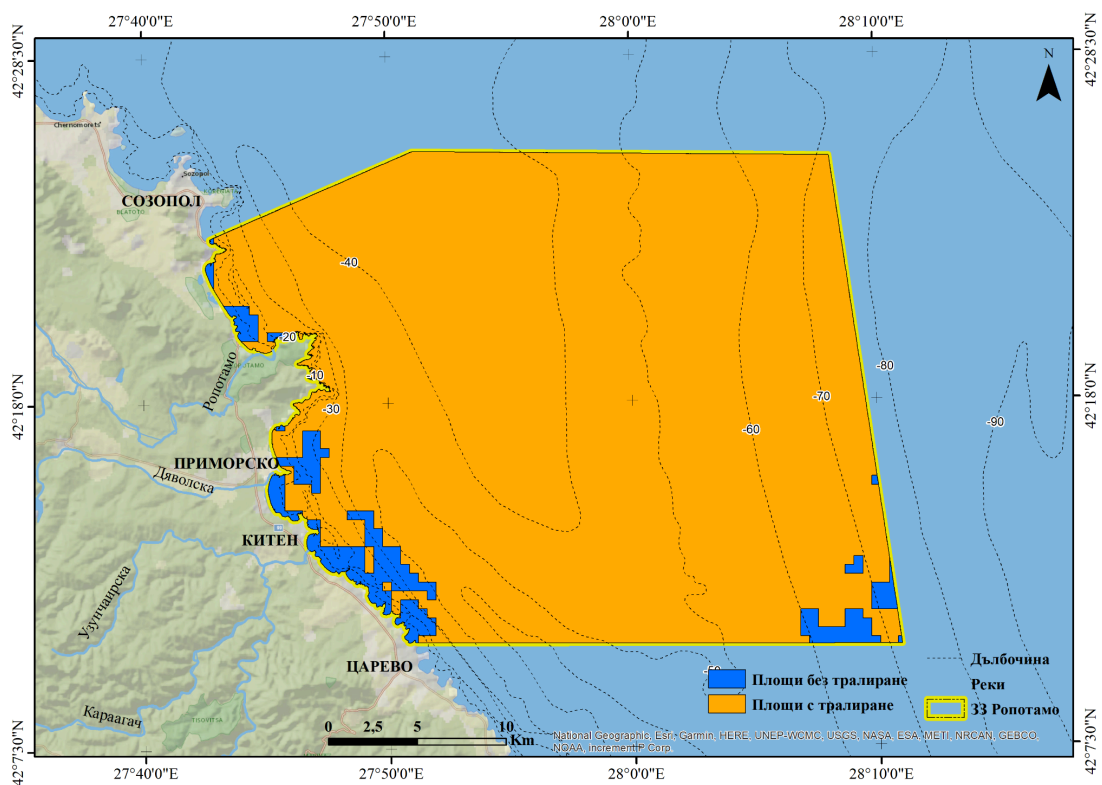 27°40'0"E
27°50'0"E
28°0'0"E
28°10'0"E
42°28'30"N
42°28'30"N
N
Chernomorets
Sozopol
СОЗОПОЛ
BLATOTO
-40
-20
-10
-30
-80
-70
-60
-90
Ропотамо
42°18'0"N
42°18'0"N
ПРИМОРСКО
Дяволска
КИТЕН
Узунчаирска
ЦАРЕВО
Караагач
TISOVITSA
Площи без тралиране
Площи с тралиране
Дълбочина
Реки
ЗЗ Ропотамо
0 2,5 5 10
Km
National Geographic, Esri, Garmin, HERE, UNEP-WCMC, USGS, NASA, ESA, METI, NRCAN, GEBCO,
NOAA, increment P Corp.
42°7'30"N
42°7'30"N
27°40'0"E
27°50'0"E
28°0'0"E
28°10'0"E